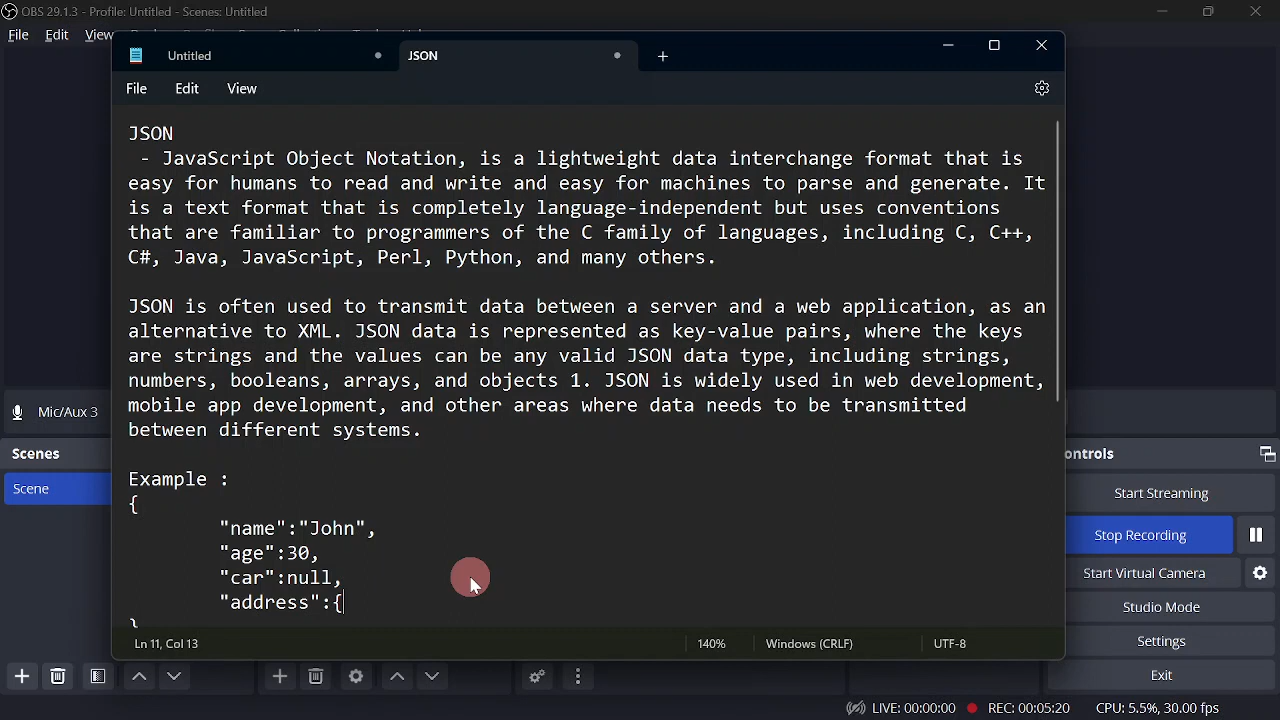 OBS 29.1.3 - Profile: Untitled - Scenes: Untitled
File Edit View
Untitled
JSON
File Edit View
JSON
- JavaScript Object Notation, is a lightweight data interchange format that is
easy for humans to read and write and easy for machines to parse and generate. It
is a text format that is completely language-independent but uses conventions
that are familiar to programmers of the C family of languages, including C, C++,
C#, Java, JavaScript, Perl, Python, and many others.
JSON is often used to transmit data between a server and a web application, as an
alternative to XML. JSON data is represented as key-value pairs, where the keys
are strings and the values can be any valid JSON data type, including strings,
numbers, booleans, arrays, and objects 1. JSON is widely used in web development,
mobile app development, and other areas where data needs to be transmitted
between different systems.
Example :
{
"name":"John",
"age":30,
"car":null,
"address":{
}
Ln 11, Col 13
140%
Windows (CRLF)
UTF-8
Mic/Aux 3
Scenes
Scene
ontrols
Start Streaming
Stop Recording
Start Virtual Camera
Studio Mode
Settings
Exit
LIVE: 00:00:00
REC: 00:05:20
CPU: 5.5%, 30.00 fps